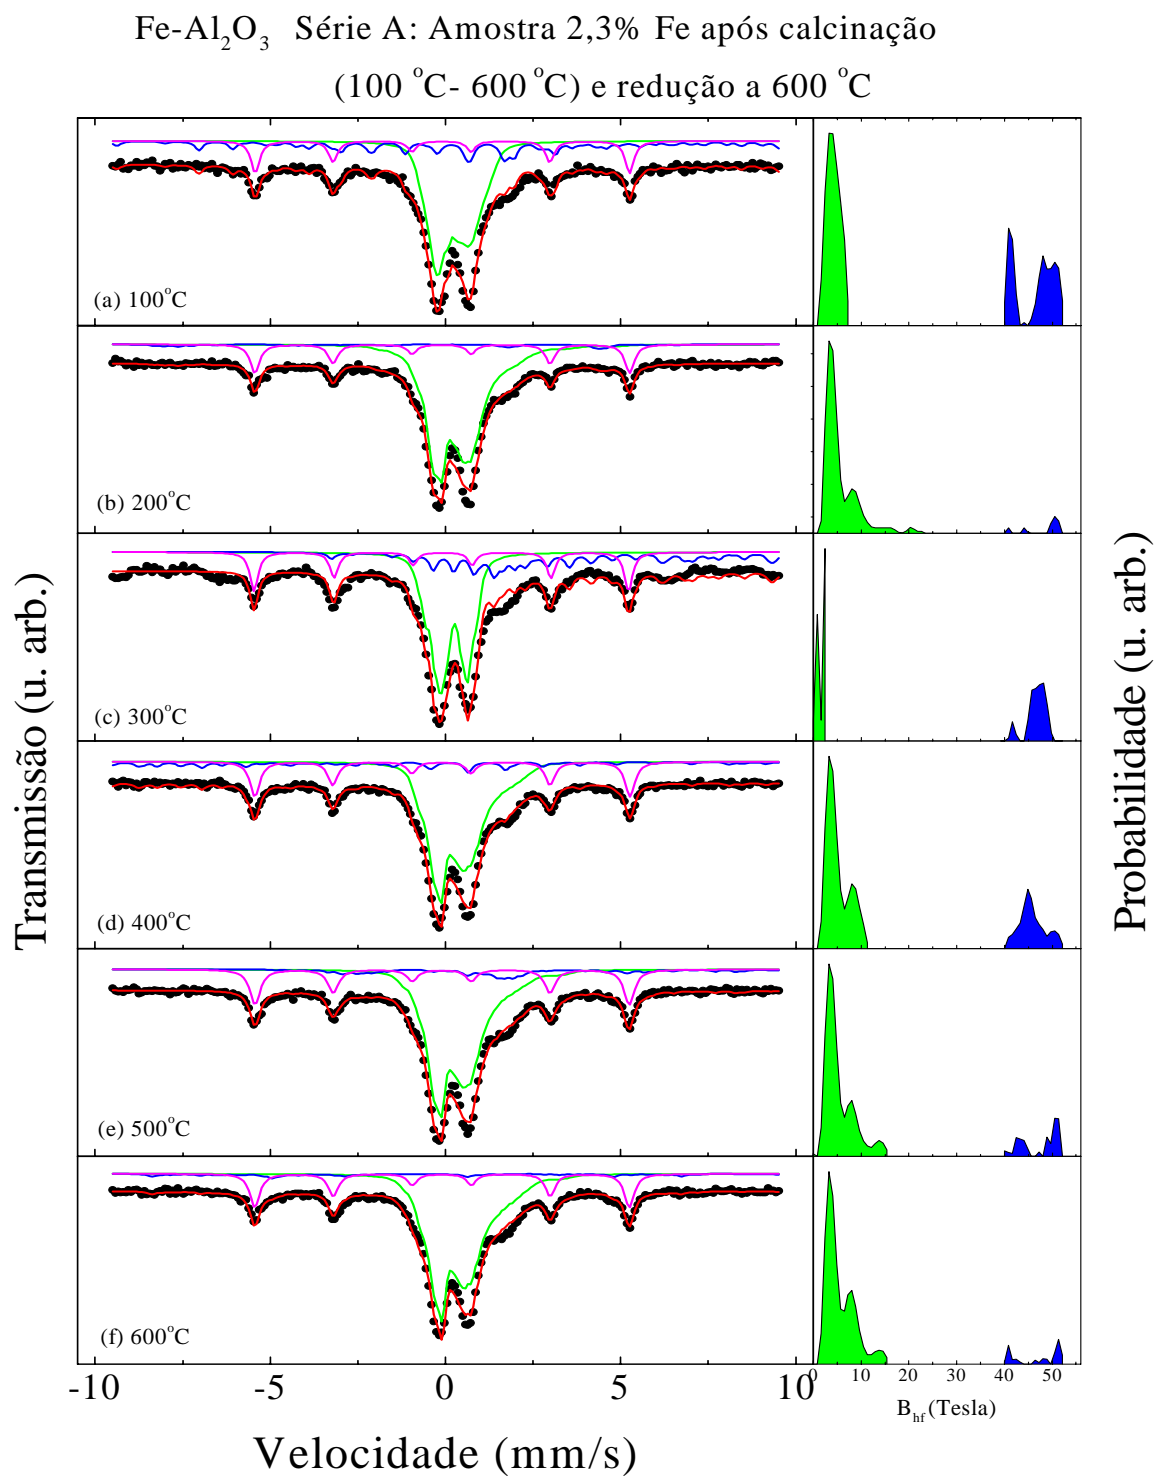 Fe-Al₂O₃ Série A: Amostra 2,3% Fe após calcinação
(100 °C- 600 °C) e redução a 600 °C
Transmissão (u. arb.)
(a) 100°C
(b) 200°C
(c) 300°C
(d) 400°C
(e) 500°C
(f) 600°C
Probabilidade (u. arb.)
-10 -5 0 5 10
0 10 20 30 40 50
Velocidade (mm/s)
B_hf (Tesla)